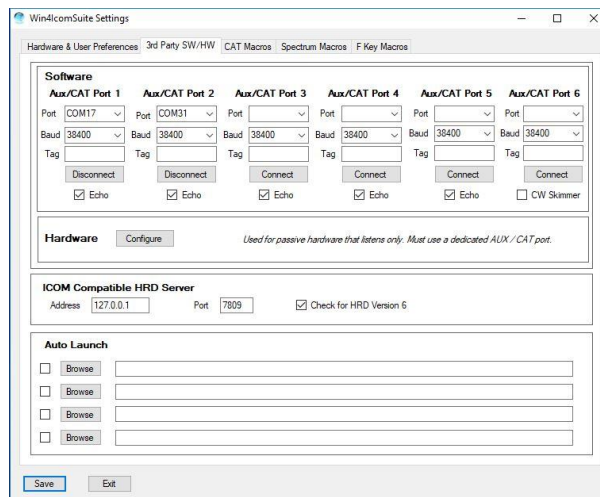 Win4IcomSuite Settings
Hardware & User Preferences 3rd Party SW/HW CAT Macros Spectrum Macros F Key Macros
Software
Aux/CAT Port 1 Aux/CAT Port 2 Aux/CAT Port 3 Aux/CAT Port 4 Aux/CAT Port 5 Aux/CAT Port 6
Port COM17 Port COM31 Port Port Port Port
Baud 38400 Baud 38400 Baud 38400 Baud 38400 Baud 38400 Baud 38400
Tag Tag Tag Tag Tag Tag
Disconnect Disconnect Connect Connect Connect Connect
Echo Echo Echo Echo Echo CW Skimmer
Hardware Configure Used for passive hardware that listens only. Must use a dedicated AUX / CAT port.
ICOM Compatible HRD Server
Address 127.0.0.1 Port 7809 Check for HRD Version 6
Auto Launch
Browse
Browse
Browse
Browse
Save Exit